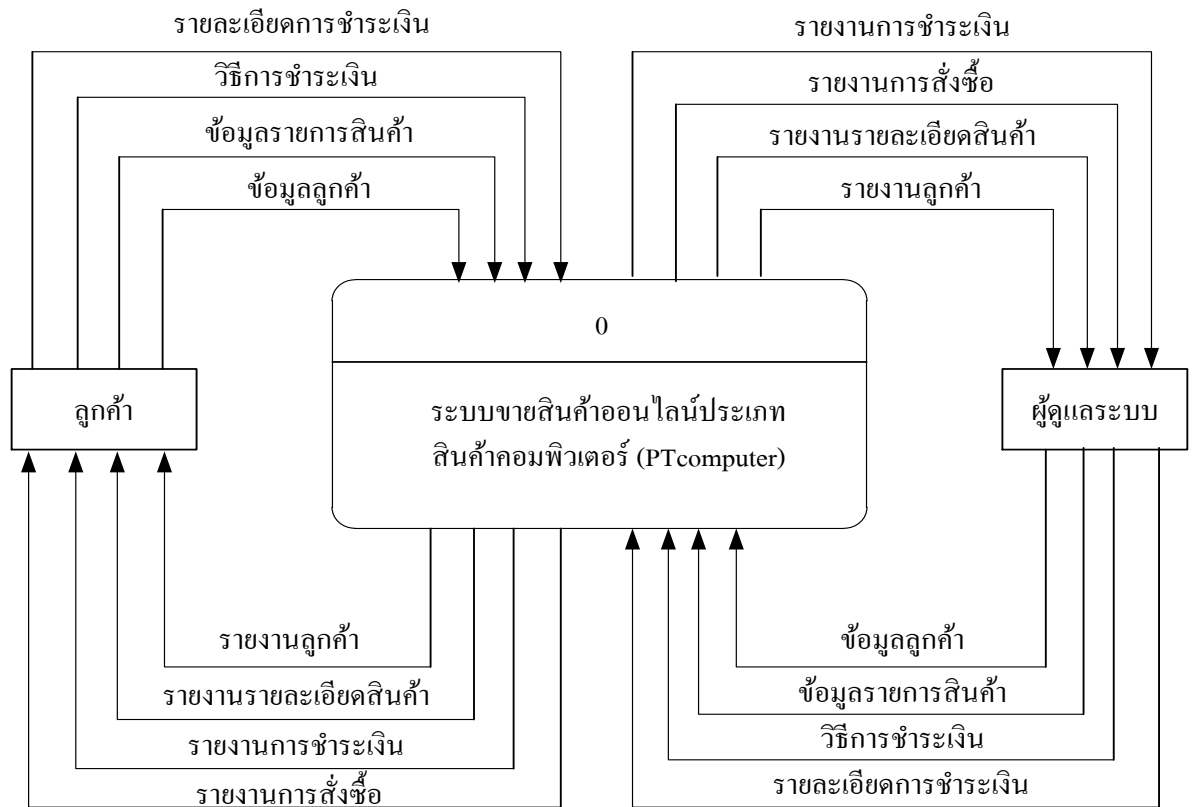 รายละเอียดการชำระเงิน
วิธีการชำระเงิน
ข้อมูลรายการสินค้า
ข้อมูลลูกค้า
รายงานการชำระเงิน
รายงานการสั่งซื้อ
รายงานรายละเอียดสินค้า
รายงานลูกค้า
0
ลูกค้า
ระบบขายสินค้าออนไลน์ประเภท
สินค้าคอมพิวเตอร์ (PTcomputer)
ผู้ดูแลระบบ
รายงานลูกค้า
รายงานรายละเอียดสินค้า
รายงานการชำระเงิน
รายงานการสั่งซื้อ
ข้อมูลลูกค้า
ข้อมูลรายการสินค้า
วิธีการชำระเงิน
รายละเอียดการชำระเงิน